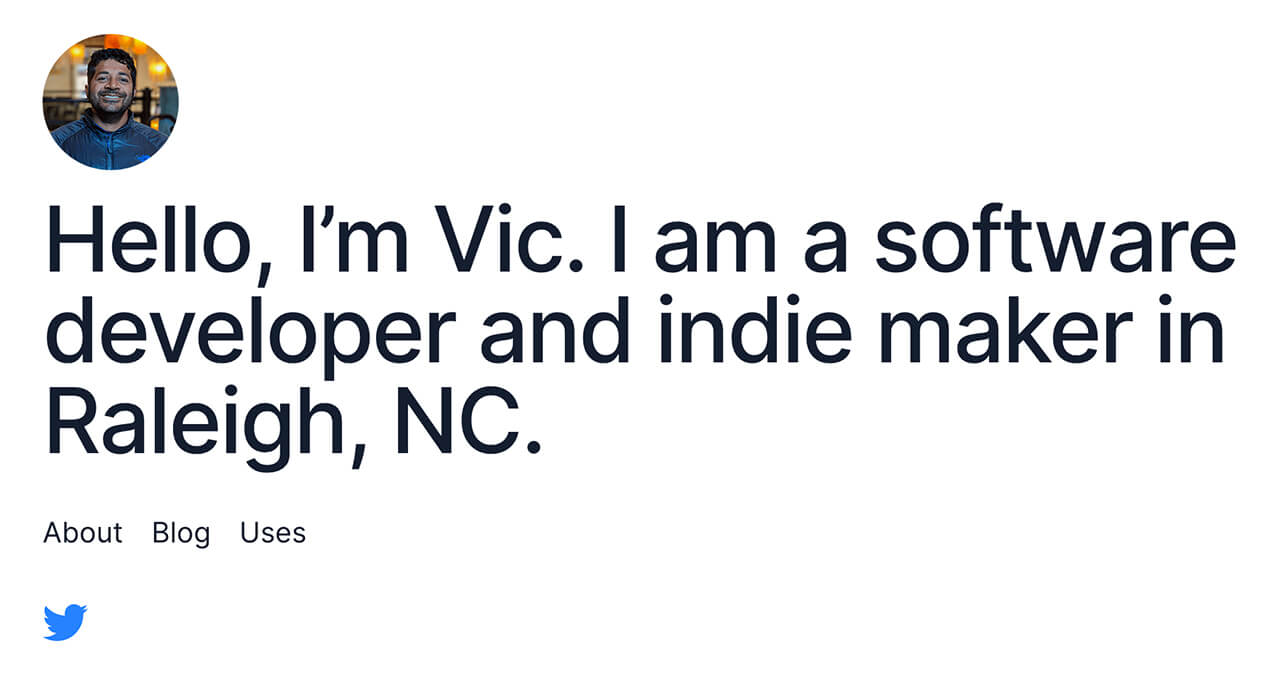 Hello, I’m Vic. I am a software
developer and indie maker in
Raleigh, NC.
About Blog Uses